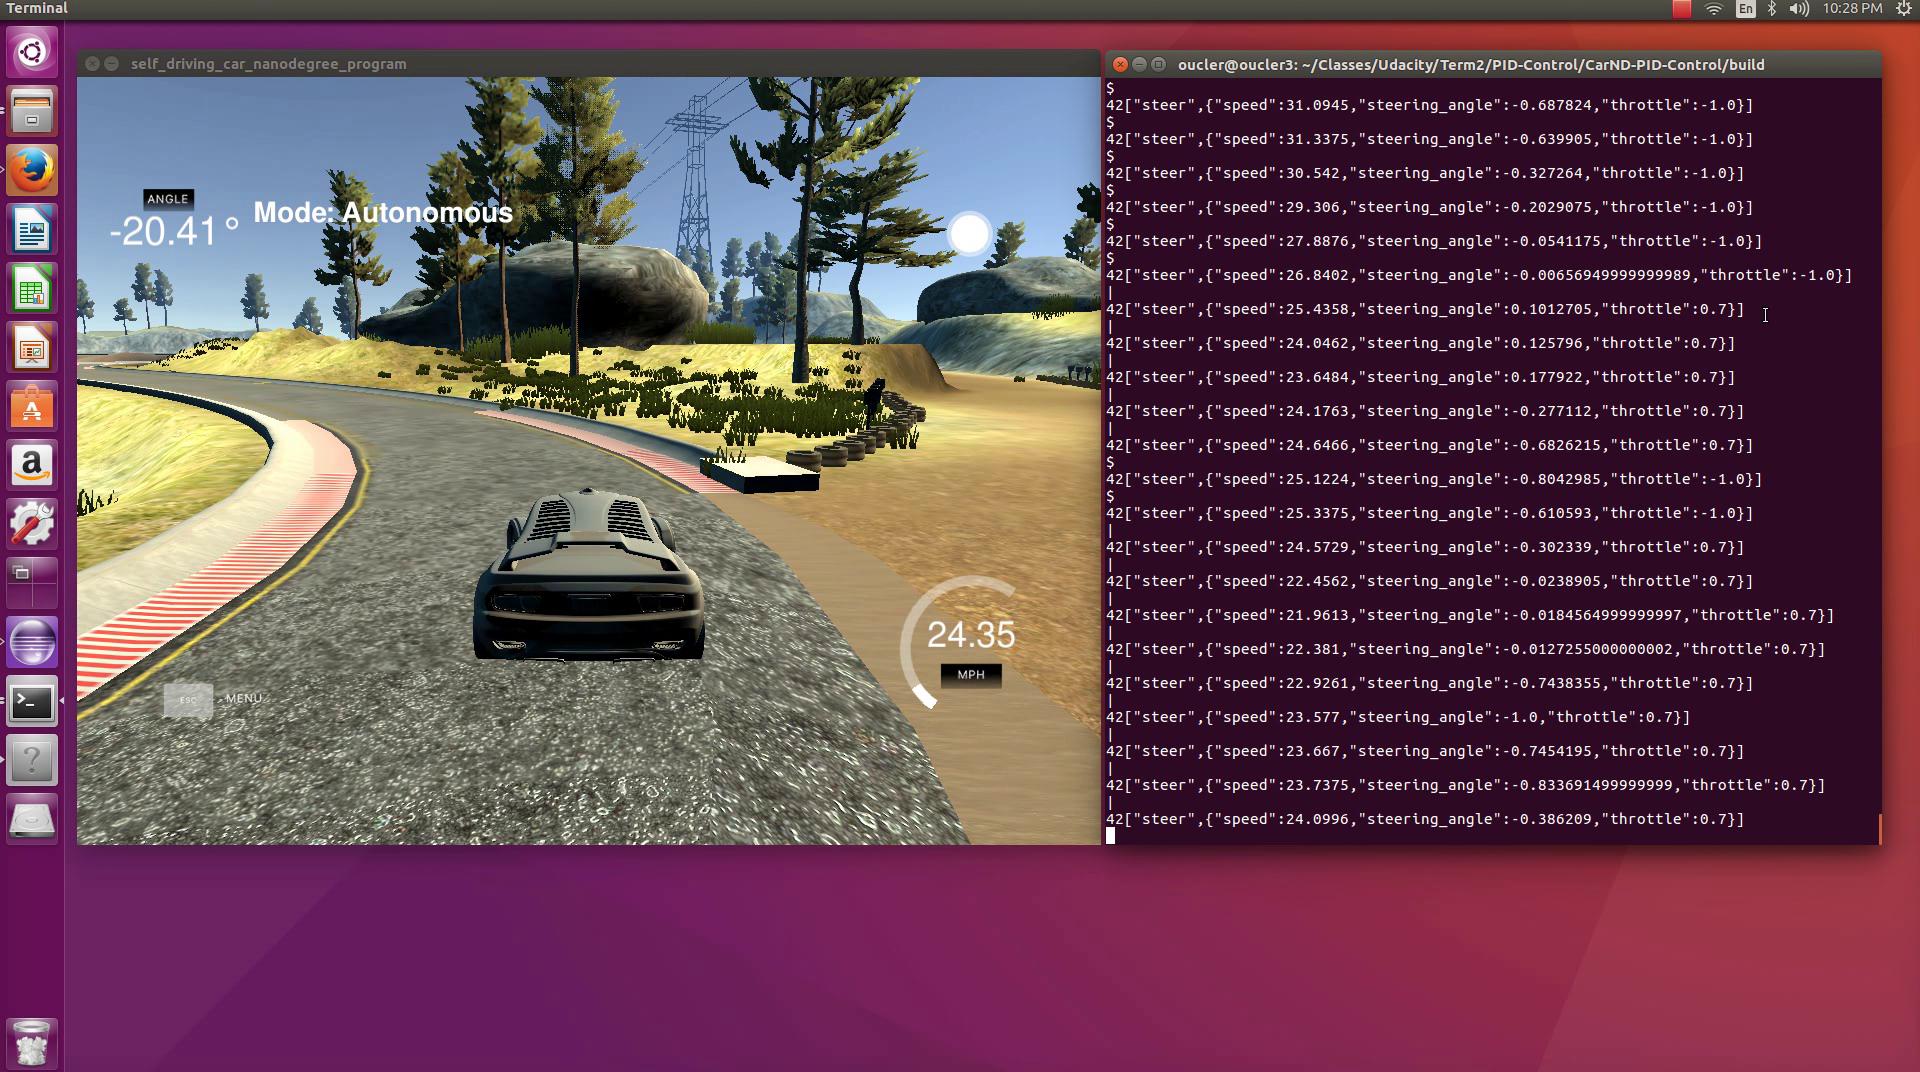 Terminal
En
10:28 PM
self_driving_car_nanodegree_program
ANGLE
-20.41°
Mode: Autonomous
24.35
MPH
ESC
- MENU
oucler@oucler3: ~/Classes/Udacity/Term2/PID-Control/CarND-PID-Control/build
$
42["steer",{"speed":31.0945,"steering_angle":-0.687824,"throttle":-1.0}]
$
42["steer",{"speed":31.3375,"steering_angle":-0.639905,"throttle":-1.0}]
$
42["steer",{"speed":30.542,"steering_angle":-0.327264,"throttle":-1.0}]
$
42["steer",{"speed":29.306,"steering_angle":-0.2029075,"throttle":-1.0}]
$
42["steer",{"speed":27.8876,"steering_angle":-0.0541175,"throttle":-1.0}]
$
42["steer",{"speed":26.8402,"steering_angle":-0.00656949999999989,"throttle":-1.0}]
|
42["steer",{"speed":25.4358,"steering_angle":0.1012705,"throttle":0.7}]
|
42["steer",{"speed":24.0462,"steering_angle":0.125796,"throttle":0.7}]
|
42["steer",{"speed":23.6484,"steering_angle":0.177922,"throttle":0.7}]
|
42["steer",{"speed":24.1763,"steering_angle":-0.277112,"throttle":0.7}]
|
42["steer",{"speed":24.6466,"steering_angle":-0.6826215,"throttle":0.7}]
$
42["steer",{"speed":25.1224,"steering_angle":-0.8042985,"throttle":-1.0}]
$
42["steer",{"speed":25.3375,"steering_angle":-0.610593,"throttle":-1.0}]
|
42["steer",{"speed":24.5729,"steering_angle":-0.302339,"throttle":0.7}]
|
42["steer",{"speed":22.4562,"steering_angle":-0.0238905,"throttle":0.7}]
|
42["steer",{"speed":21.9613,"steering_angle":-0.0184564999999997,"throttle":0.7}]
|
42["steer",{"speed":22.381,"steering_angle":-0.0127255000000002,"throttle":0.7}]
|
42["steer",{"speed":22.9261,"steering_angle":-0.7438355,"throttle":0.7}]
|
42["steer",{"speed":23.577,"steering_angle":-1.0,"throttle":0.7}]
|
42["steer",{"speed":23.667,"steering_angle":-0.7454195,"throttle":0.7}]
|
42["steer",{"speed":23.7375,"steering_angle":-0.833691499999999,"throttle":0.7}]
|
42["steer",{"speed":24.0996,"steering_angle":-0.386209,"throttle":0.7}]